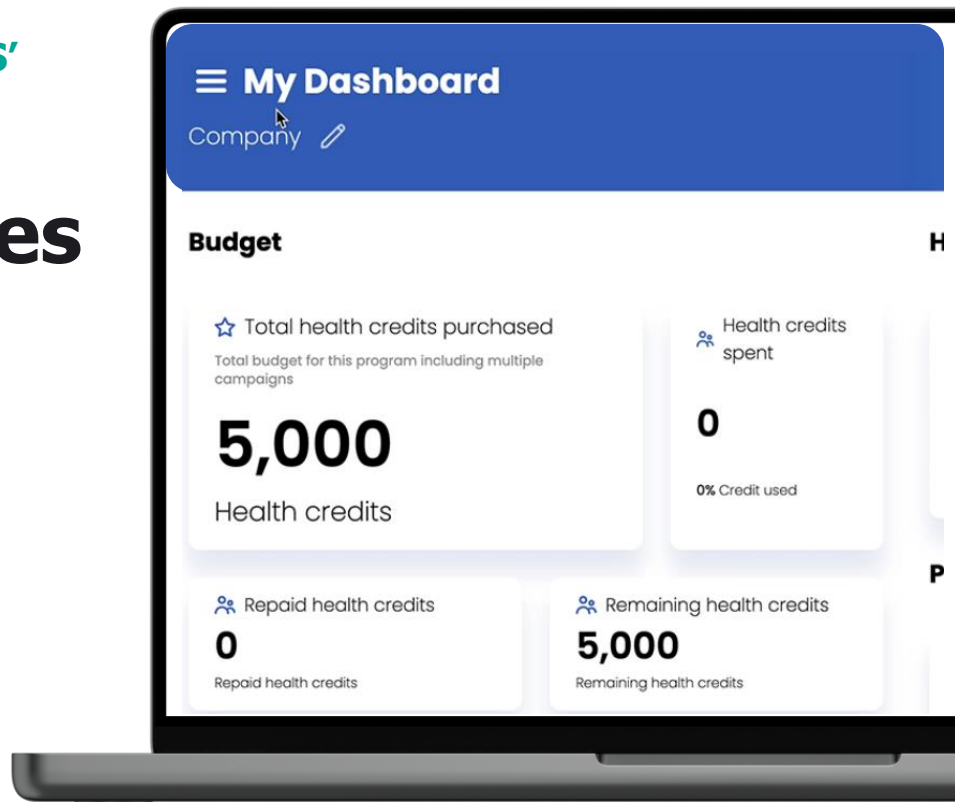 s'
es
My Dashboard
Company
Budget
H
Total health credits purchased
Total budget for this program including multiple
campaigns
5,000
Health credits
Health credits
spent
0
0% Credit used
P
Repaid health credits
0
Repaid health credits
Remaining health credits
5,000
Remaining health credits